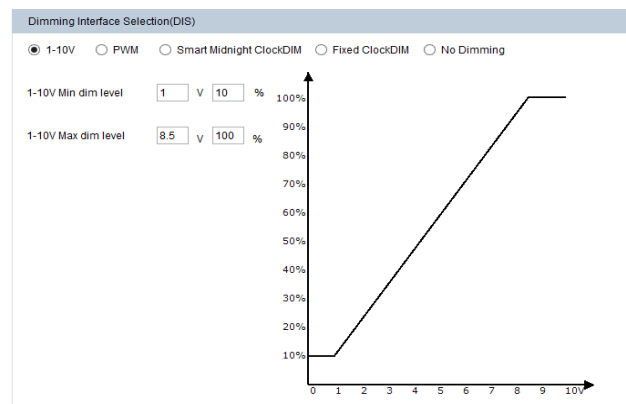 Dimming Interface Selection(DIS)
1-10V PWM Smart Midnight ClockDIM Fixed ClockDIM No Dimming
1-10V Min dim level 1 V 10 %
1-10V Max dim level 8.5 V 100 %
100%
90%
80%
70%
60%
50%
40%
30%
20%
10%
0 1 2 3 4 5 6 7 8 9 10V